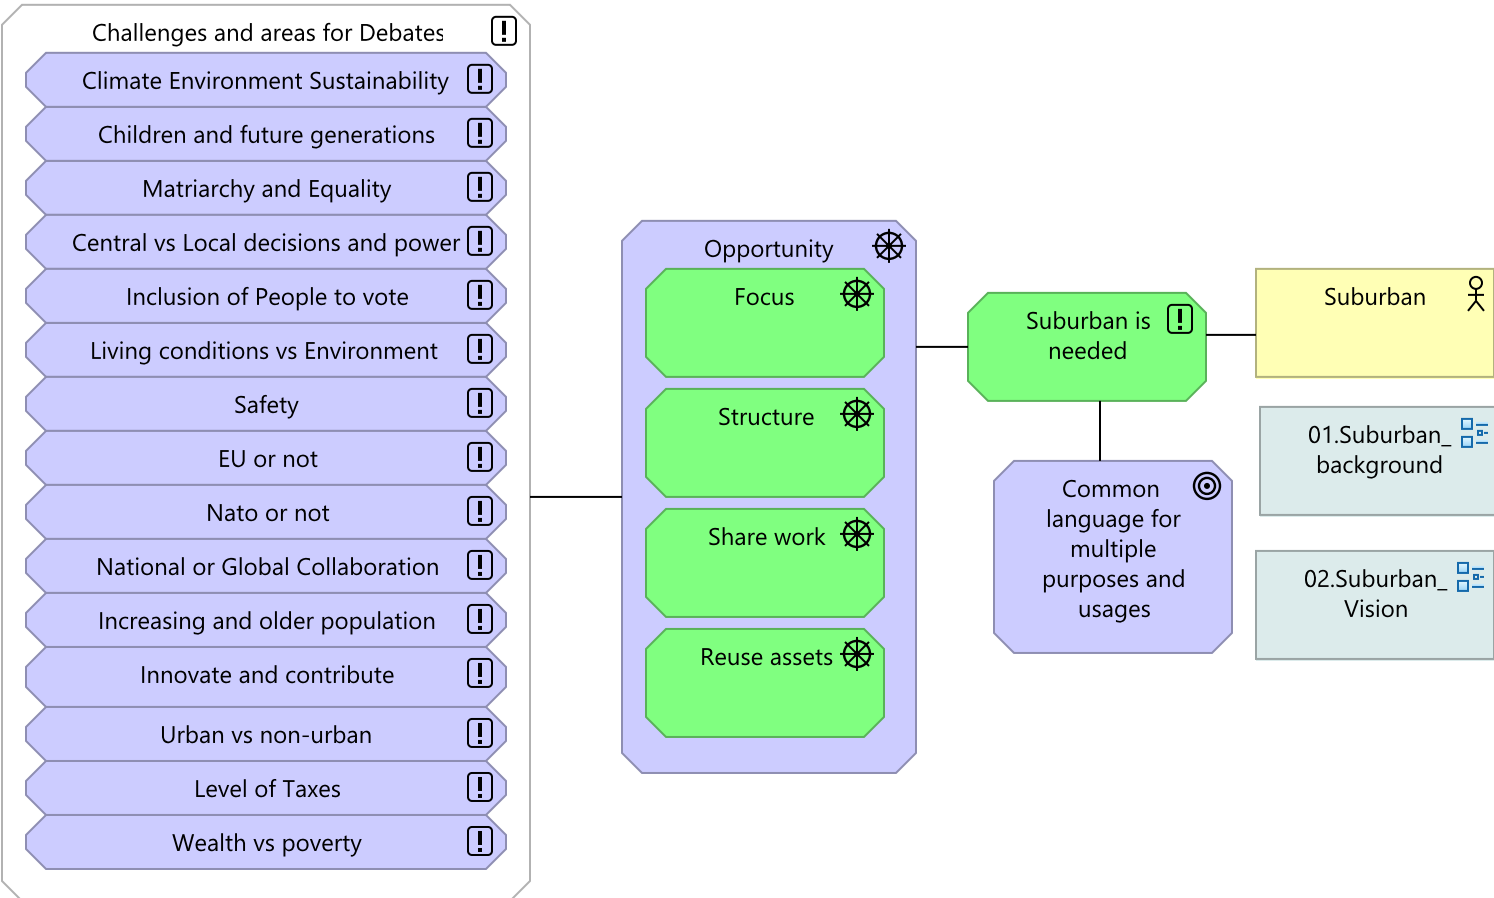 Challenges and areas for Debates
Climate Environment Sustainability
Children and future generations
Matriarchy and Equality
Central vs Local decisions and power
Inclusion of People to vote
Living conditions vs Environment
Safety
EU or not
Nato or not
National or Global Collaboration
Increasing and older population
Innovate and contribute
Urban vs non-urban
Level of Taxes
Wealth vs poverty
Opportunity
Focus
Structure
Share work
Reuse assets
Suburban is
needed
Common
language for
multiple
purposes and
usages
Suburban
01.Suburban_
background
02.Suburban_
Vision